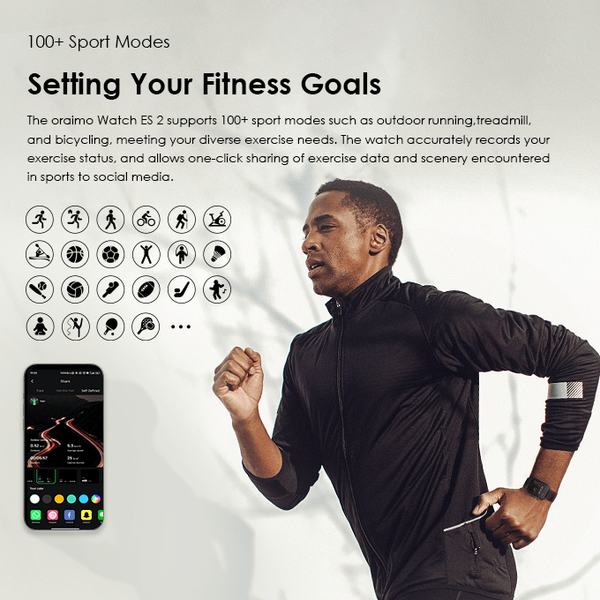 100+ Sport Modes
Setting Your Fitness Goals
The oraimo Watch ES 2 supports 100+ sport modes such as outdoor running,treadmill,
and bicycling, meeting your diverse exercise needs. The watch accurately records your
exercise status, and allows one-click sharing of exercise data and scenery encountered
in sports to social media.
Share